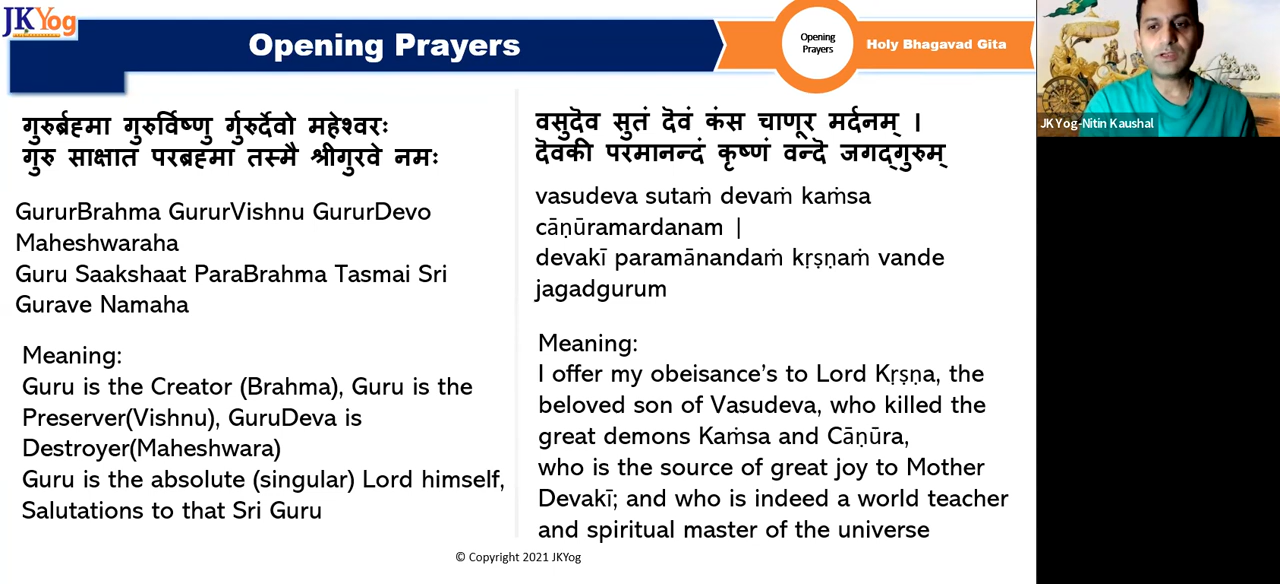 JKYog
Opening Prayers
Opening
Prayers
Holy Bhagavad Gita
JKYog-Nitin Kaushal
गुरुर्ब्रह्मा गुरुर्विष्णु र्गुरुर्देवो महेश्वरः
गुरु साक्षात परब्रह्मा तस्मै श्रीगुरवे नमः
GururBrahma GururVishnu GururDevo
Maheshwaraha
Guru Saakshaat ParaBrahma Tasmai Sri
Gurave Namaha
Meaning:
Guru is the Creator (Brahma), Guru is the
Preserver(Vishnu), GuruDeva is
Destroyer(Maheshwara)
Guru is the absolute (singular) Lord himself,
Salutations to that Sri Guru
वसुदॆव सुतं दॆवं कंस चाणूर मर्दनम् ।
दॆवकी परमानन्दं कृष्णं वन्दॆ जगद्गुरुम्
vasudeva sutaṁ devaṁ kaṁsa
cāṇūramardanam |
devakī paramānandaṁ kṛṣṇaṁ vande
jagadgurum
Meaning:
I offer my obeisance’s to Lord Kṛṣṇa, the
beloved son of Vasudeva, who killed the
great demons Kaṁsa and Cāṇūra,
who is the source of great joy to Mother
Devakī; and who is indeed a world teacher
and spiritual master of the universe
© Copyright 2021 JKYog